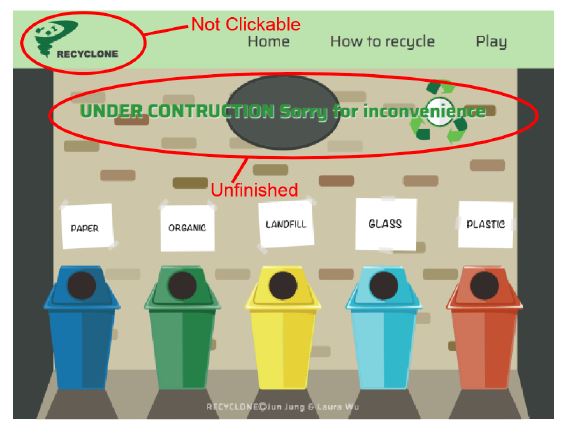 Not Clickable
RECYCLONE
Home How to recycle Play
UNDER CONTRUCTION Sorry for inconvenience
Unfinished
PAPER ORGANIC LANDFILL GLASS PLASTIC
RECYCLONE©Jun Jung & Laura Wu